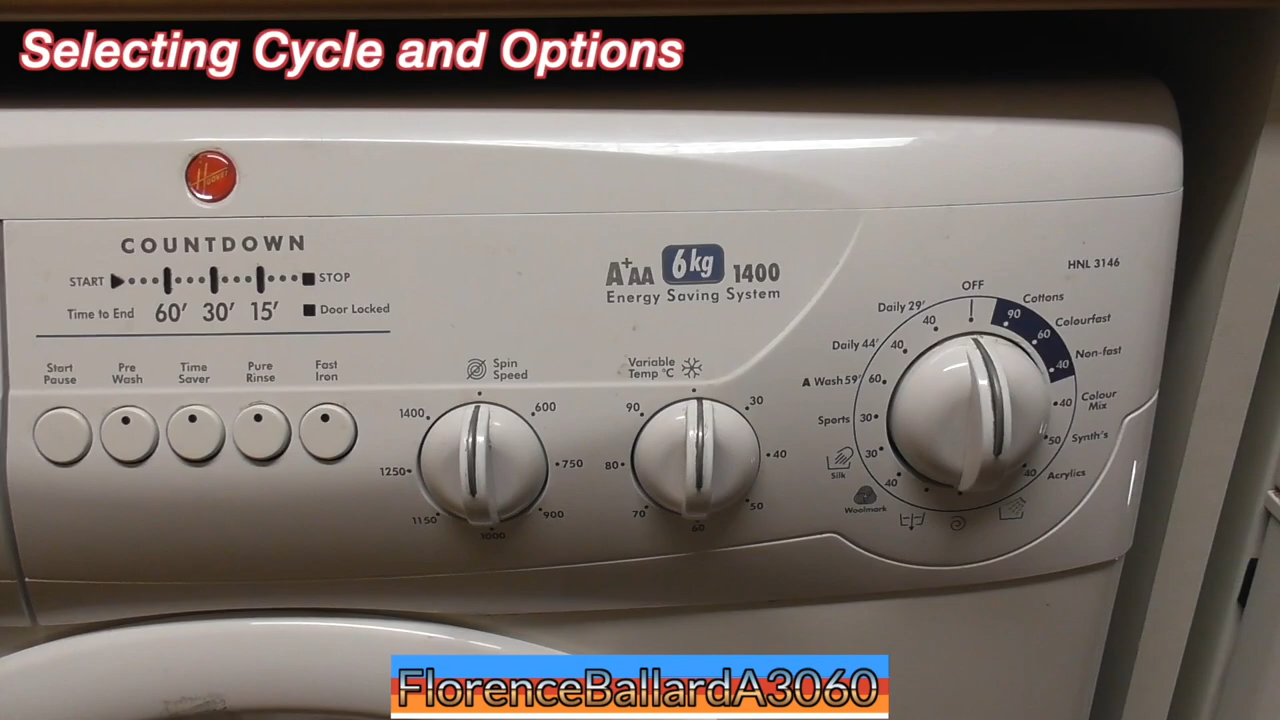 Selecting Cycle and Options
Hoover
COUNTDOWN
START STOP
Time to End 60’ 30’ 15’ Door Locked
Start Pause
Pre Wash
Time Saver
Pure Rinse
Fast Iron
Spin Speed
600
750
900
1000
1150
1250
1400
A+AA 6kg 1400
Energy Saving System
Variable Temp °C
30
40
50
60
70
80
90
HNL 3146
OFF
Cottons 90
Colourfast 60
Non-fast 40
Colour Mix 40
Synth's 50
Acrylics 40
Woolmark 40
Silk 30
Sports 30
A Wash 59’ 60
Daily 44’ 40
Daily 29’ 40
FlorenceBallardA3060